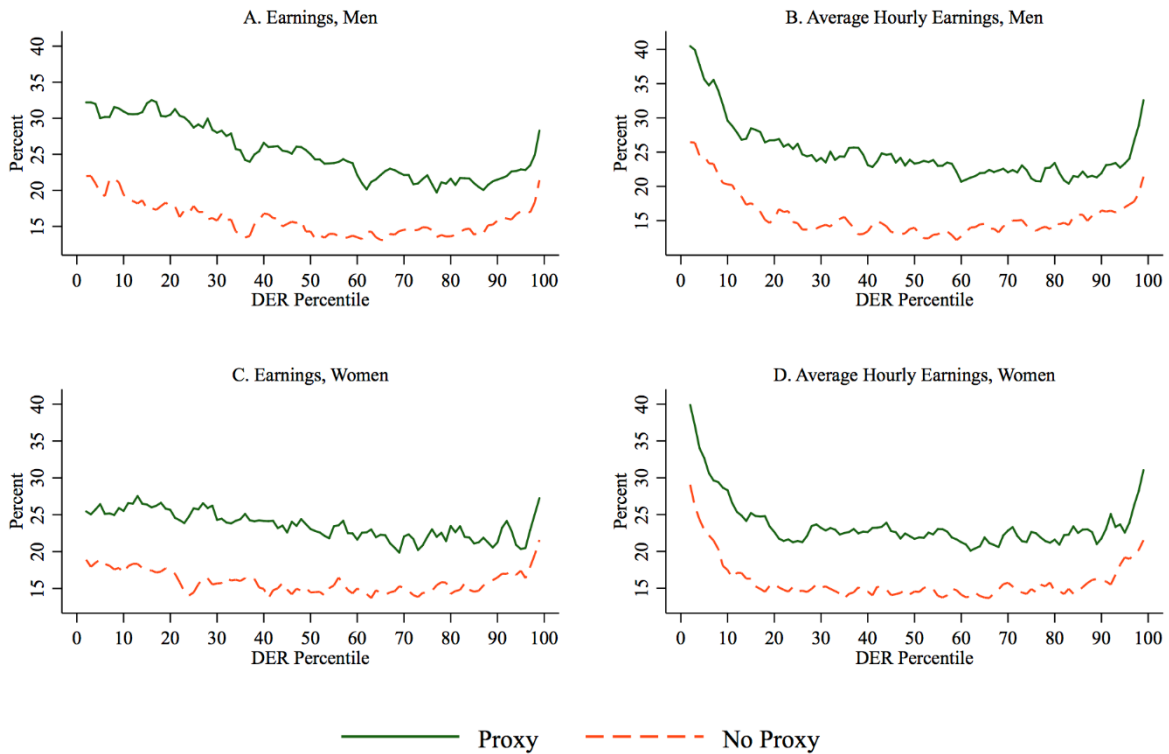 A. Earnings, Men
Percent
40
35
30
25
20
15
0 10 20 30 40 50 60 70 80 90 100
DER Percentile
B. Average Hourly Earnings, Men
Percent
40
35
30
25
20
15
0 10 20 30 40 50 60 70 80 90 100
DER Percentile
C. Earnings, Women
Percent
40
35
30
25
20
15
0 10 20 30 40 50 60 70 80 90 100
DER Percentile
D. Average Hourly Earnings, Women
Percent
40
35
30
25
20
15
0 10 20 30 40 50 60 70 80 90 100
DER Percentile
Proxy No Proxy